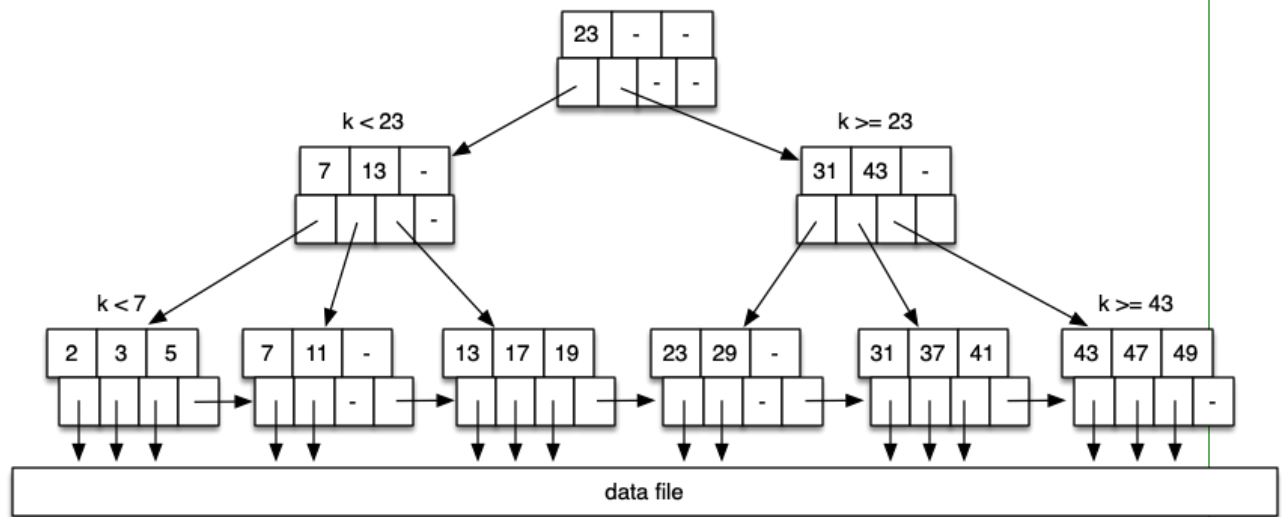 23 - -
- -
k < 23 k >= 23
7 13 - 31 43 -
-
k < 7 k >= 43
2 3 5 7 11 - 13 17 19 23 29 - 31 37 41 43 47 49
- - -
data file